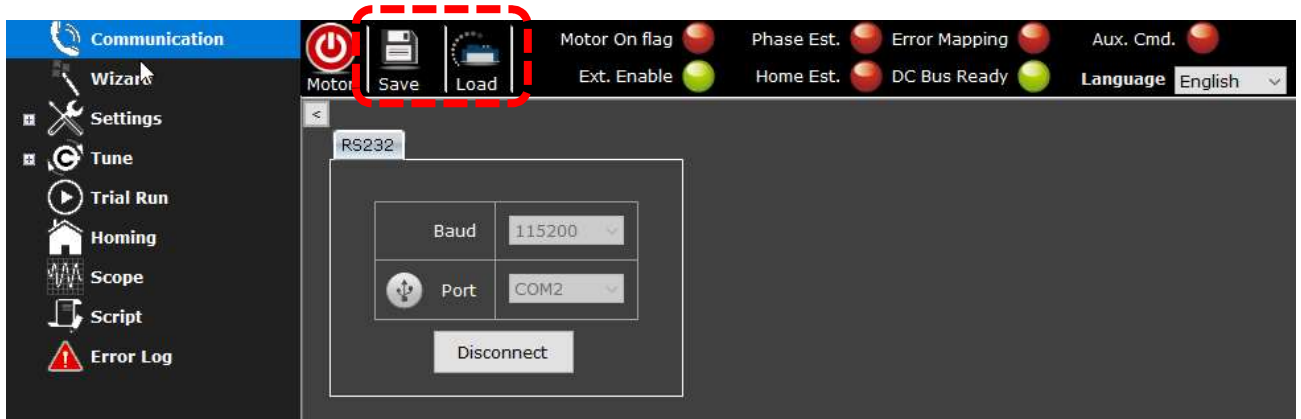 Communication
Wizard
Settings
Tune
Trial Run
Homing
Scope
Script
Error Log
Motor
Save
Load
Motor On flag
Phase Est.
Error Mapping
Aux. Cmd.
Ext. Enable
Home Est.
DC Bus Ready
Language English
<
RS232
Baud 115200
Port COM2
Disconnect